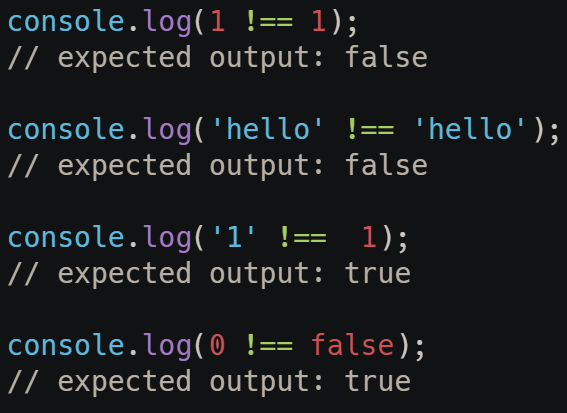 console.log(1 !== 1);
// expected output: false
console.log('hello' !== 'hello');
// expected output: false
console.log('1' !==  1);
// expected output: true
console.log(0 !== false);
// expected output: true